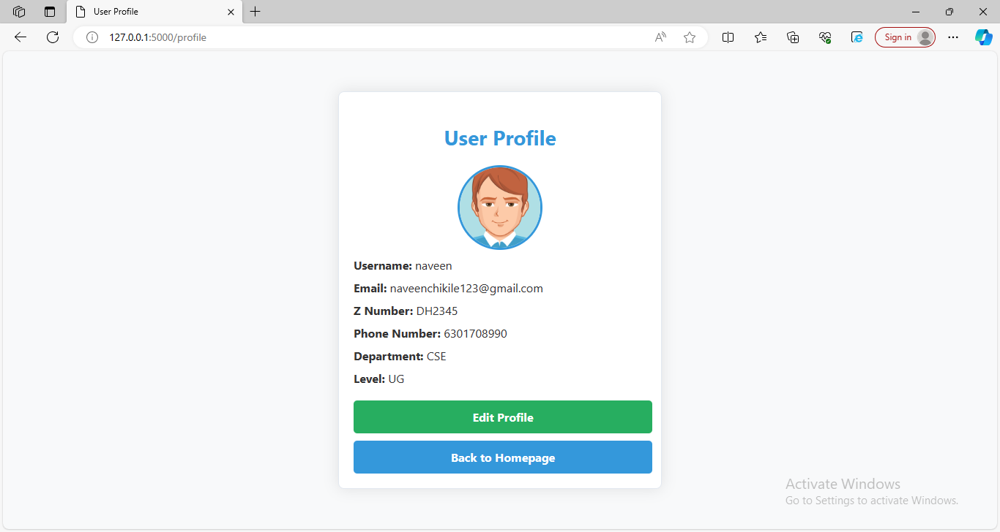 User Profile
127.0.0.1:5000/profile
Sign in
User Profile
Username: naveen
Email: naveenchikile123@gmail.com
Z Number: DH2345
Phone Number: 6301708990
Department: CSE
Level: UG
Edit Profile
Back to Homepage
Activate Windows
Go to Settings to activate Windows.